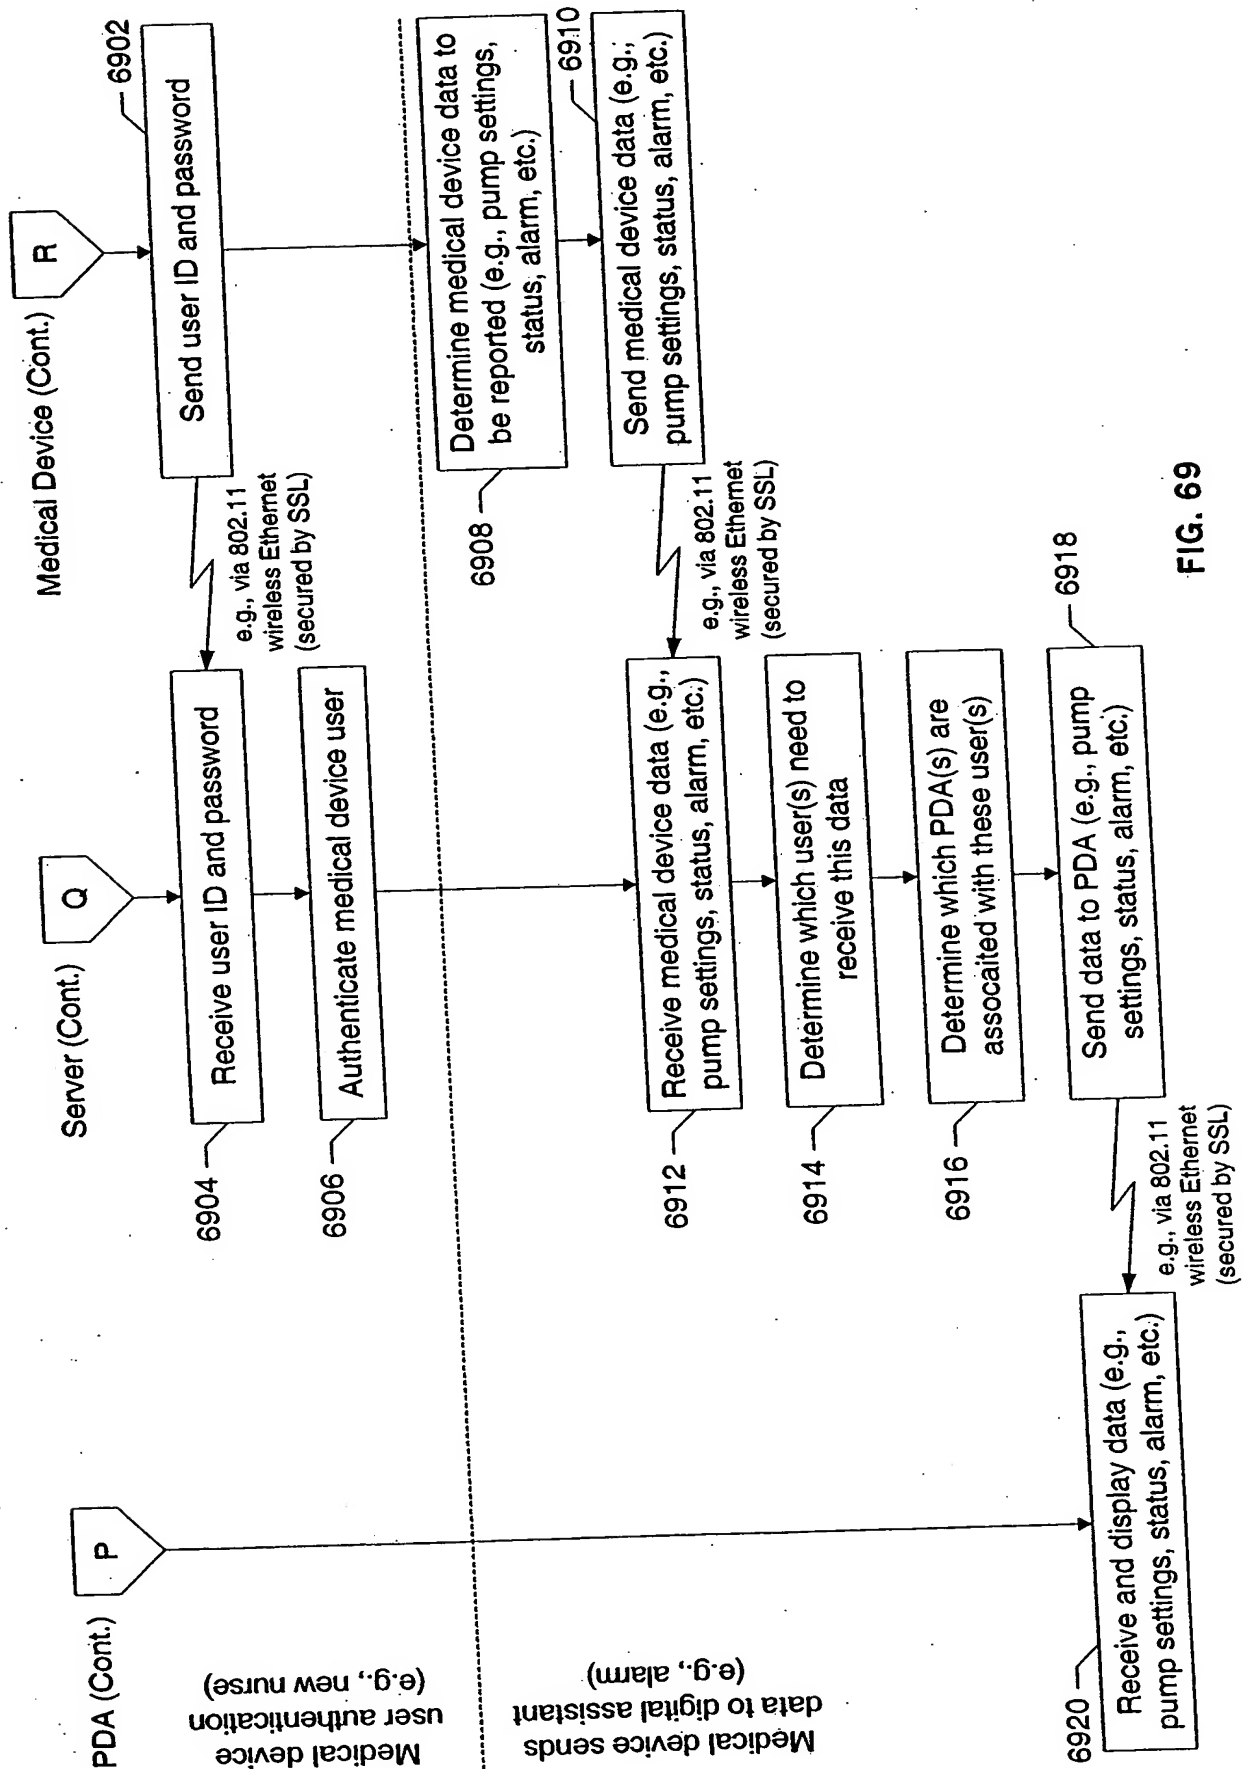 PDA (Cont.)
Server (Cont.)
Medical Device (Cont.)
P
Q
R
Medical device
user authentication
(e.g., new nurse)
6902
Send user ID and password
e.g., via 802.11
wireless Ethernet
(secured by SSL)
6904
Receive user ID and password
6906
Authenticate medical device user
Medical device sends
data to digital assistant
(e.g., alarm)
6908
Determine medical device data to
be reported (e.g., pump settings,
status, alarm, etc.)
6910
Send medical device data (e.g.,
pump settings, status, alarm, etc.)
e.g., via 802.11
wireless Ethernet
(secured by SSL)
6912
Receive medical device data (e.g.,
pump settings, status, alarm, etc.)
6914
Determine which user(s) need to
receive this data
6916
Determine which PDA(s) are
assocaited with these user(s)
6918
Send data to PDA (e.g., pump
settings, status, alarm, etc.)
e.g., via 802.11
wireless Ethernet
(secured by SSL)
6920
Receive and display data (e.g.,
pump settings, status, alarm, etc.)
FIG. 69